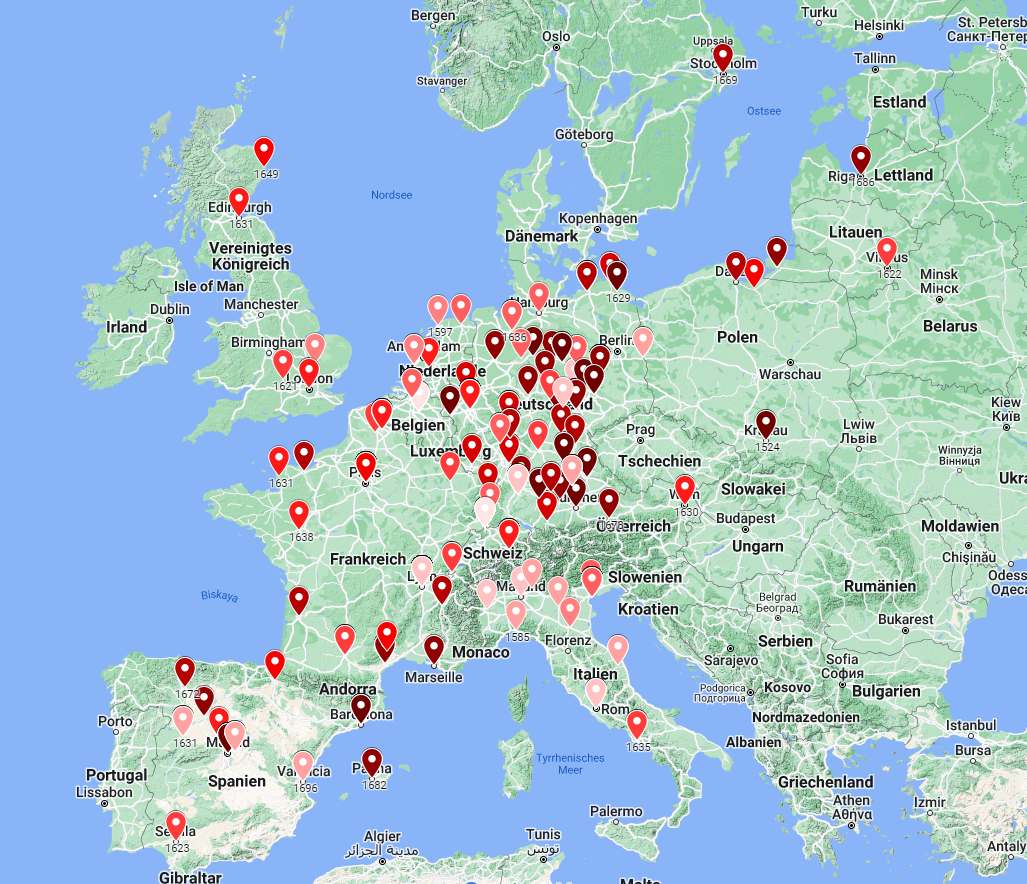 Bergen
Turku
Helsinki
St. Petersb
Санкт-Петер
Oslo
Uppsala
Stockholm
1669
Tallinn
Stavanger
Ostsee
Estland
Göteborg
1649
Riga
Lettland
1686
Nordsee
Edinburgh
1631
Kopenhagen
Dänemark
Litauen
Vereinigtes
Königreich
Vilnius
1622
Minsk
Мінск
Isle of Man
1629
Dublin
Manchester
Hamburg
1597
1636
Irland
Belarus
Polen
Birmingham
Berlin
Warschau
Niederlande
1621
London
Deutschland
Belgien
Prag
Krakau
1524
Kiew
Київ
Lwiw
Львів
Luxemburg
Winnyzja
Вінниця
Tschechien
Paris
1631
Ukra
Slowakei
Wien
1630
1678
Österreich
Budapest
Moldawien
1638
Ungarn
Chișinău
Frankreich
Schweiz
Lyon
Mailand
Slowenien
Odess
Одеса
Rumänien
Biskaya
Belgrad
Београд
Kroatien
1585
Bukarest
Florenz
Serbien
Monaco
Sarajevo
Marseille
Sofia
София
Italien
1672
Andorra
Podgorica
Подгорица
Kosovo
Bulgarien
Porto
Barcelona
Rom
Nordmazedonien
Istanbul
1631
Madrid
1635
Albanien
Bursa
Tyrrhenisches
Meer
Portugal
Spanien
Valencia
1696
Palma
1682
Griechenland
Lissabon
Izmir
Athen
Αθήνα
Palermo
Sevilla
1623
Algier
مدينة الجزائر
Tunis
تونس
Antaly
Gibraltar
Malta